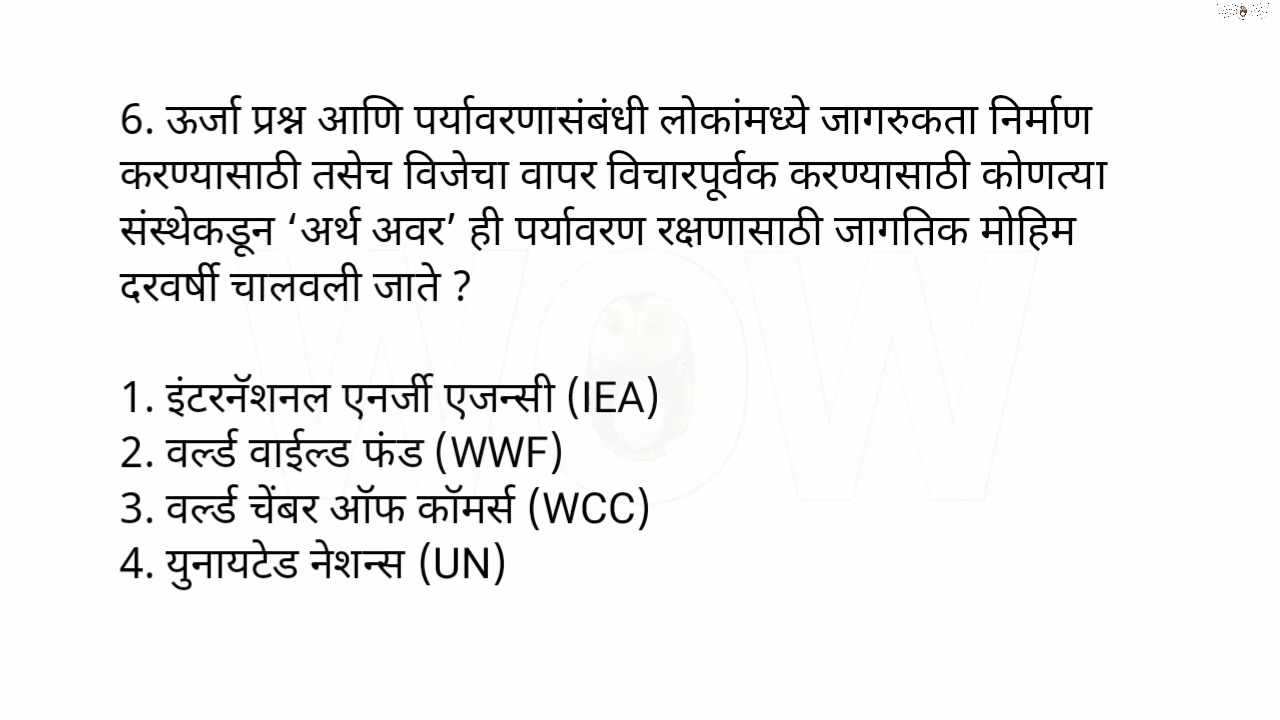 6. ऊर्जा प्रश्न आणि पर्यावरणासंबंधी लोकांमध्ये जागरुकता निर्माण
करण्यासाठी तसेच विजेचा वापर विचारपूर्वक करण्यासाठी कोणत्या
संस्थेकडून ‘अर्थ अवर’ ही पर्यावरण रक्षणासाठी जागतिक मोहिम
दरवर्षी चालवली जाते ?
1. इंटरनॅशनल एनर्जी एजन्सी (IEA)
2. वर्ल्ड वाईल्ड फंड (WWF)
3. वर्ल्ड चेंबर ऑफ कॉमर्स (WCC)
4. युनायटेड नेशन्स (UN)
WOW